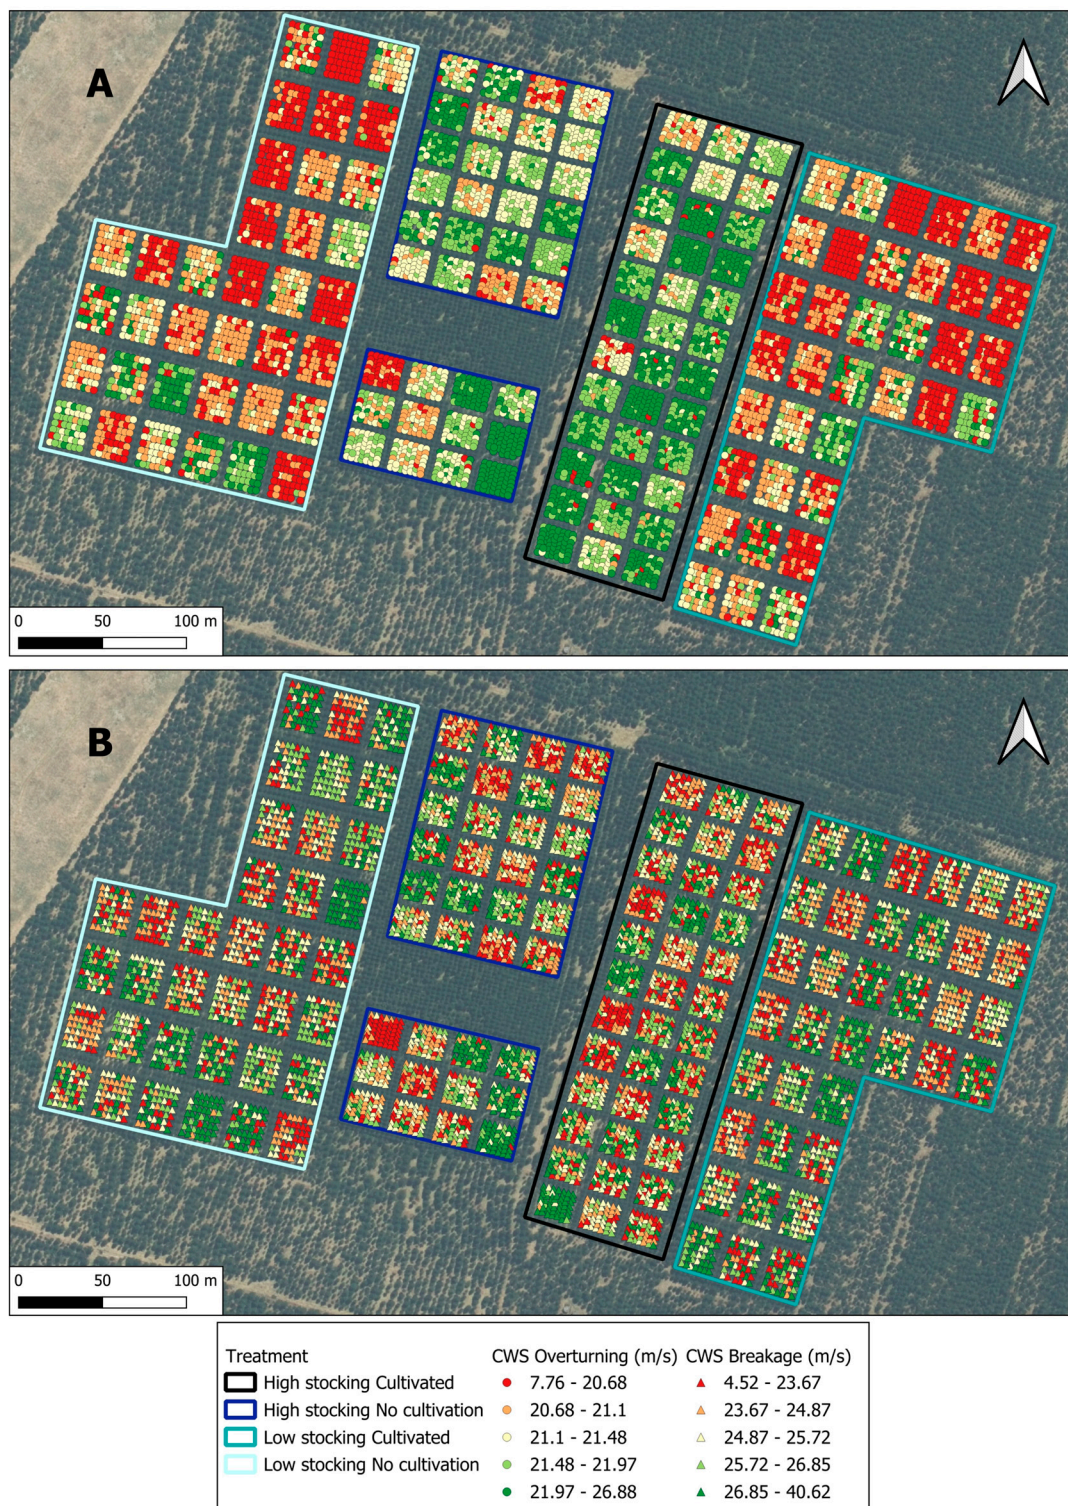 A
0 50 100 m
B
0 50 100 m
Treatment CWS Overturning (m/s) CWS Breakage (m/s)
High stocking Cultivated 7.76 - 20.68 4.52 - 23.67
High stocking No cultivation 20.68 - 21.1 23.67 - 24.87
Low stocking Cultivated 21.1 - 21.48 24.87 - 25.72
Low stocking No cultivation 21.48 - 21.97 25.72 - 26.85
21.97 - 26.88 26.85 - 40.62